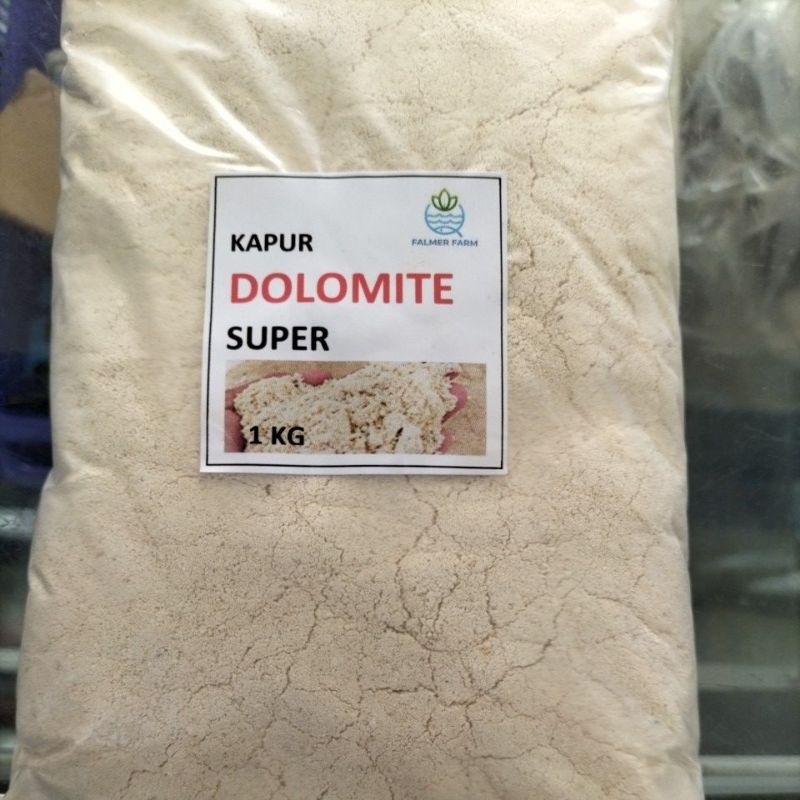 FALMER FARM
KAPUR
DOLOMITE
SUPER
1 KG